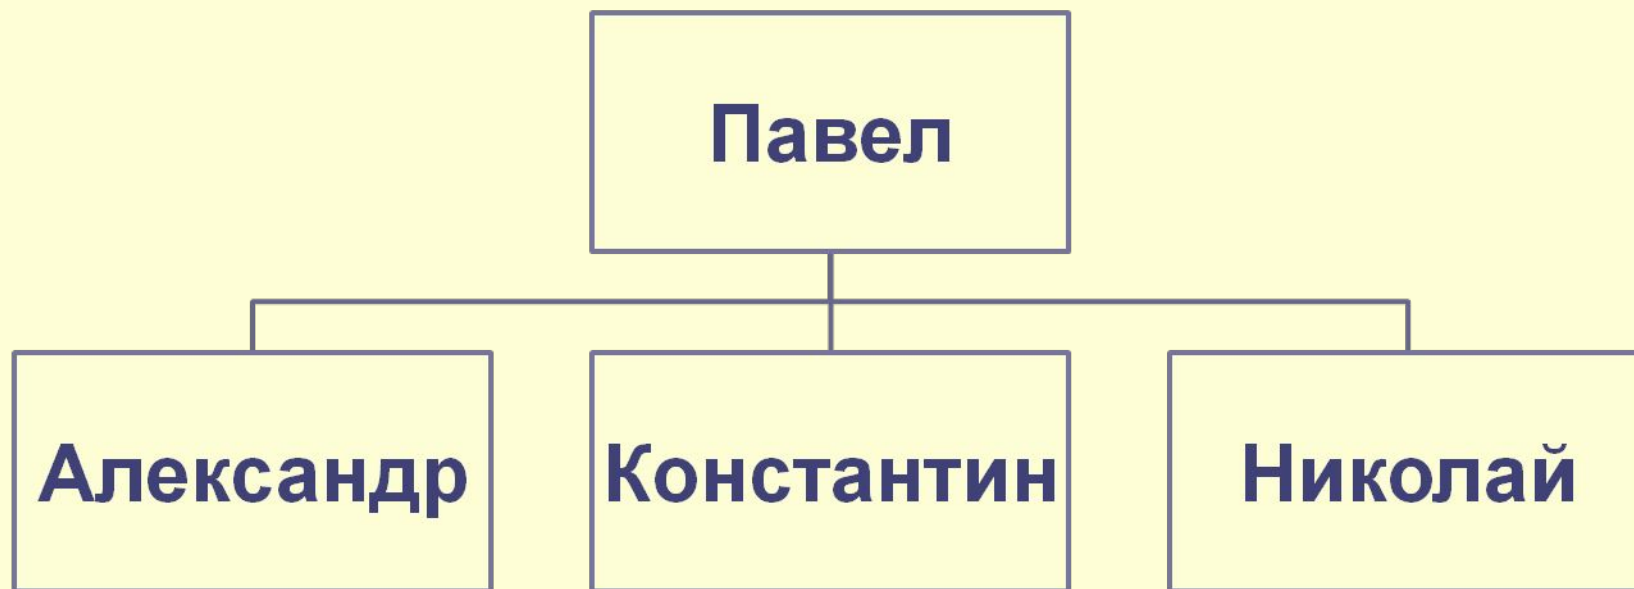 Павел
Александр
Константин
Николай